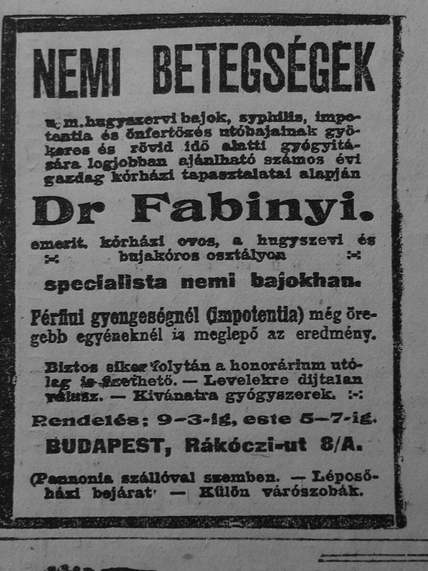 NEMI BETEGSÉGEK
u. m. hugyszervi bajok, syphilis, impo-
tentia és önfertőzés utóbajainak gyö-
keres és rövid idő alatti gyógyitá-
sára legjobban ajánlható számos évi
gazdag kórházi tapasztalatai alapján
Dr Fabinyi.
emerit. kórházi ovos, a hugyszevi és
bujakóros osztályon
specialista nemi bajokhan.
Férfiui gyengeségnél (impotentia) még öre-
gebb egyéneknél is meglepő az eredmény.
Biztos siker folytán a honorárium utó-
lag is fizethető. — Levelekre dijtalan
válasz. — Kivánatra gyógyszerek.
Rendelés: 9-3-ig, este 5-7-ig.
BUDAPEST, Rákóczi-ut 8/A.
(Pannonia szállóval szemben. — Lépcső-
házi bejárat — Külön várószobák.